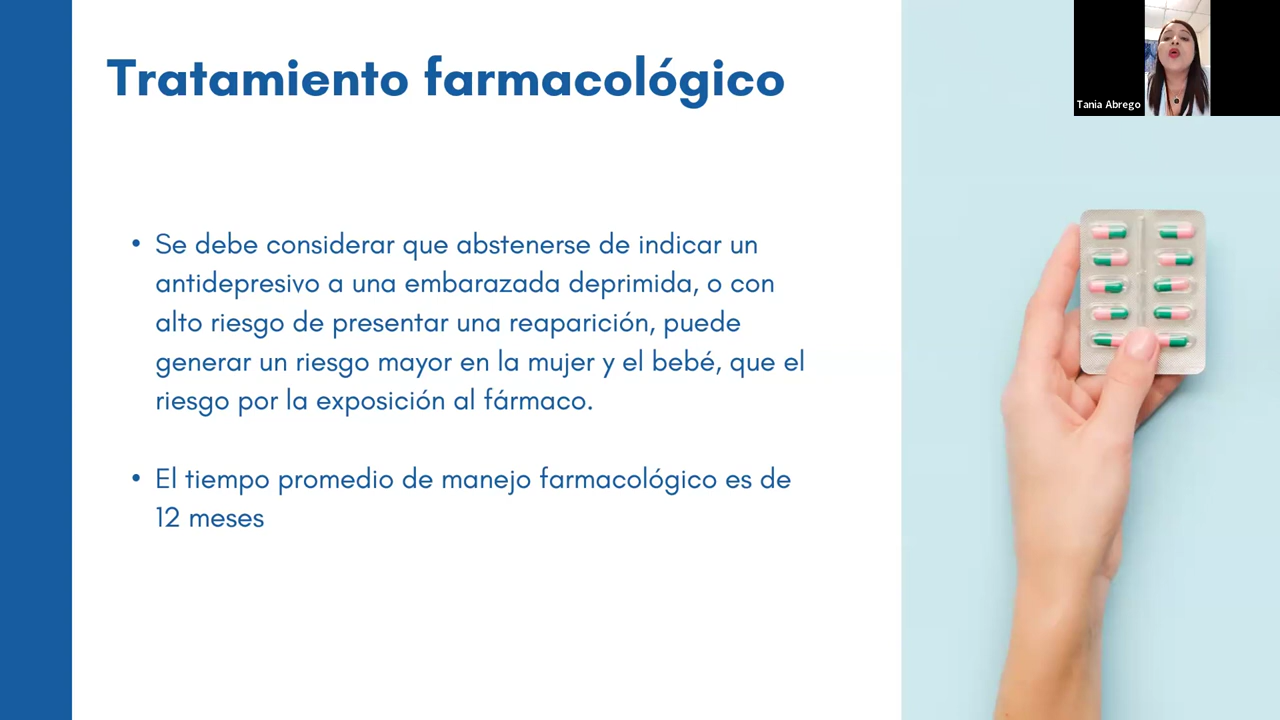 Tratamiento farmacológico
Tania Abrego
• Se debe considerar que abstenerse de indicar un
antidepresivo a una embarazada deprimida, o con
alto riesgo de presentar una reaparición, puede
generar un riesgo mayor en la mujer y el bebé, que el
riesgo por la exposición al fármaco.
• El tiempo promedio de manejo farmacológico es de
12 meses